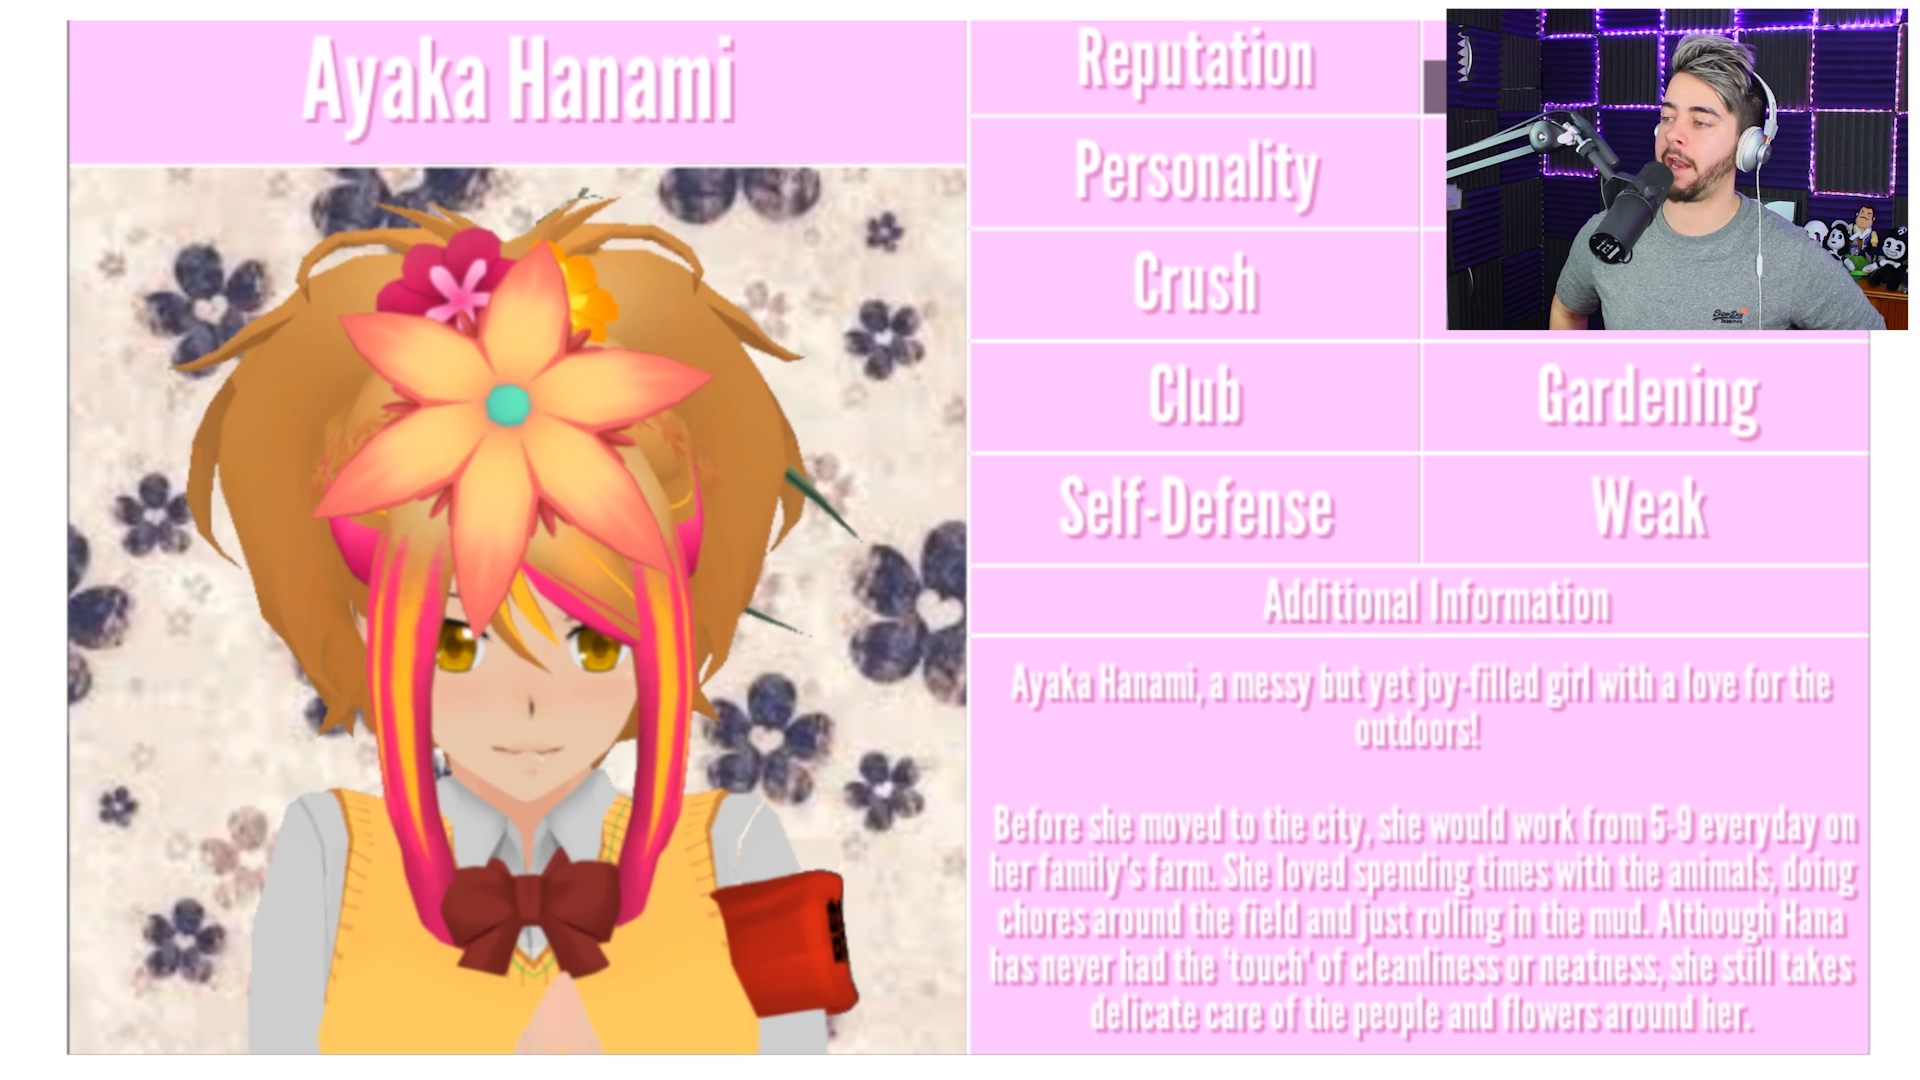 Ayaka Hanami
Reputation
Personality
Crush
Club
Gardening
Self-Defense
Weak
Additional Information
Ayaka Hanami, a messy but yet joy-filled girl with a love for the
outdoors!
Before she moved to the city, she would work from 5-9 everyday on
her family's farm. She loved spending times with the animals, doing
chores around the field and just rolling in the mud. Although Hana
has never had the 'touch' of cleanliness or neatness, she still takes
delicate care of the people and flowers around her.